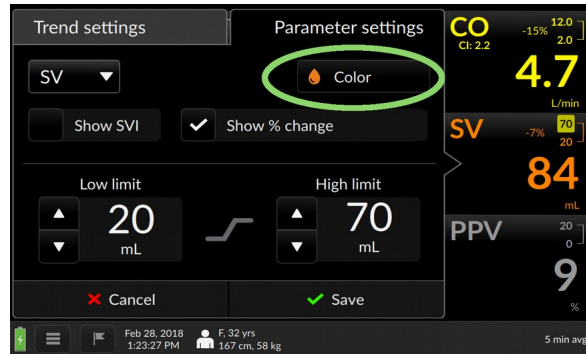 Trend settings
Parameter settings
SV
Color
Show SVI
Show % change
Low limit
High limit
20
mL
70
mL
Cancel
Save
CO
CI: 2.2
-15%
12.0
2.0
4.7
L/min
SV
-7%
70
20
84
mL
PPV
20
0
9
%
Feb 28, 2018
1:23:27 PM
F, 32 yrs
167 cm, 58 kg
5 min avg